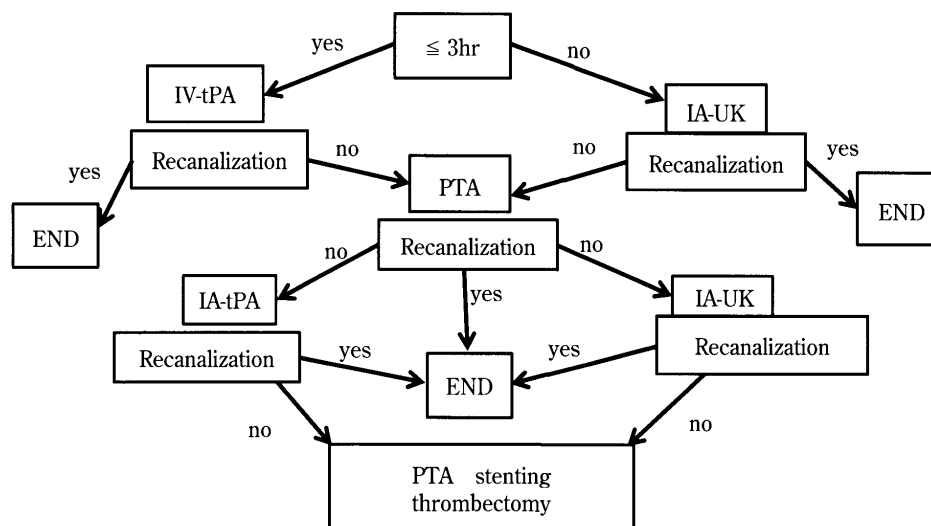 ≦ 3hr
yes
no
IV-tPA
IA-UK
Recanalization
no
no
Recanalization
yes
yes
PTA
END
END
Recanalization
no
no
IA-tPA
yes
IA-UK
Recanalization
yes
yes
Recanalization
END
no
no
PTA stenting
thrombectomy